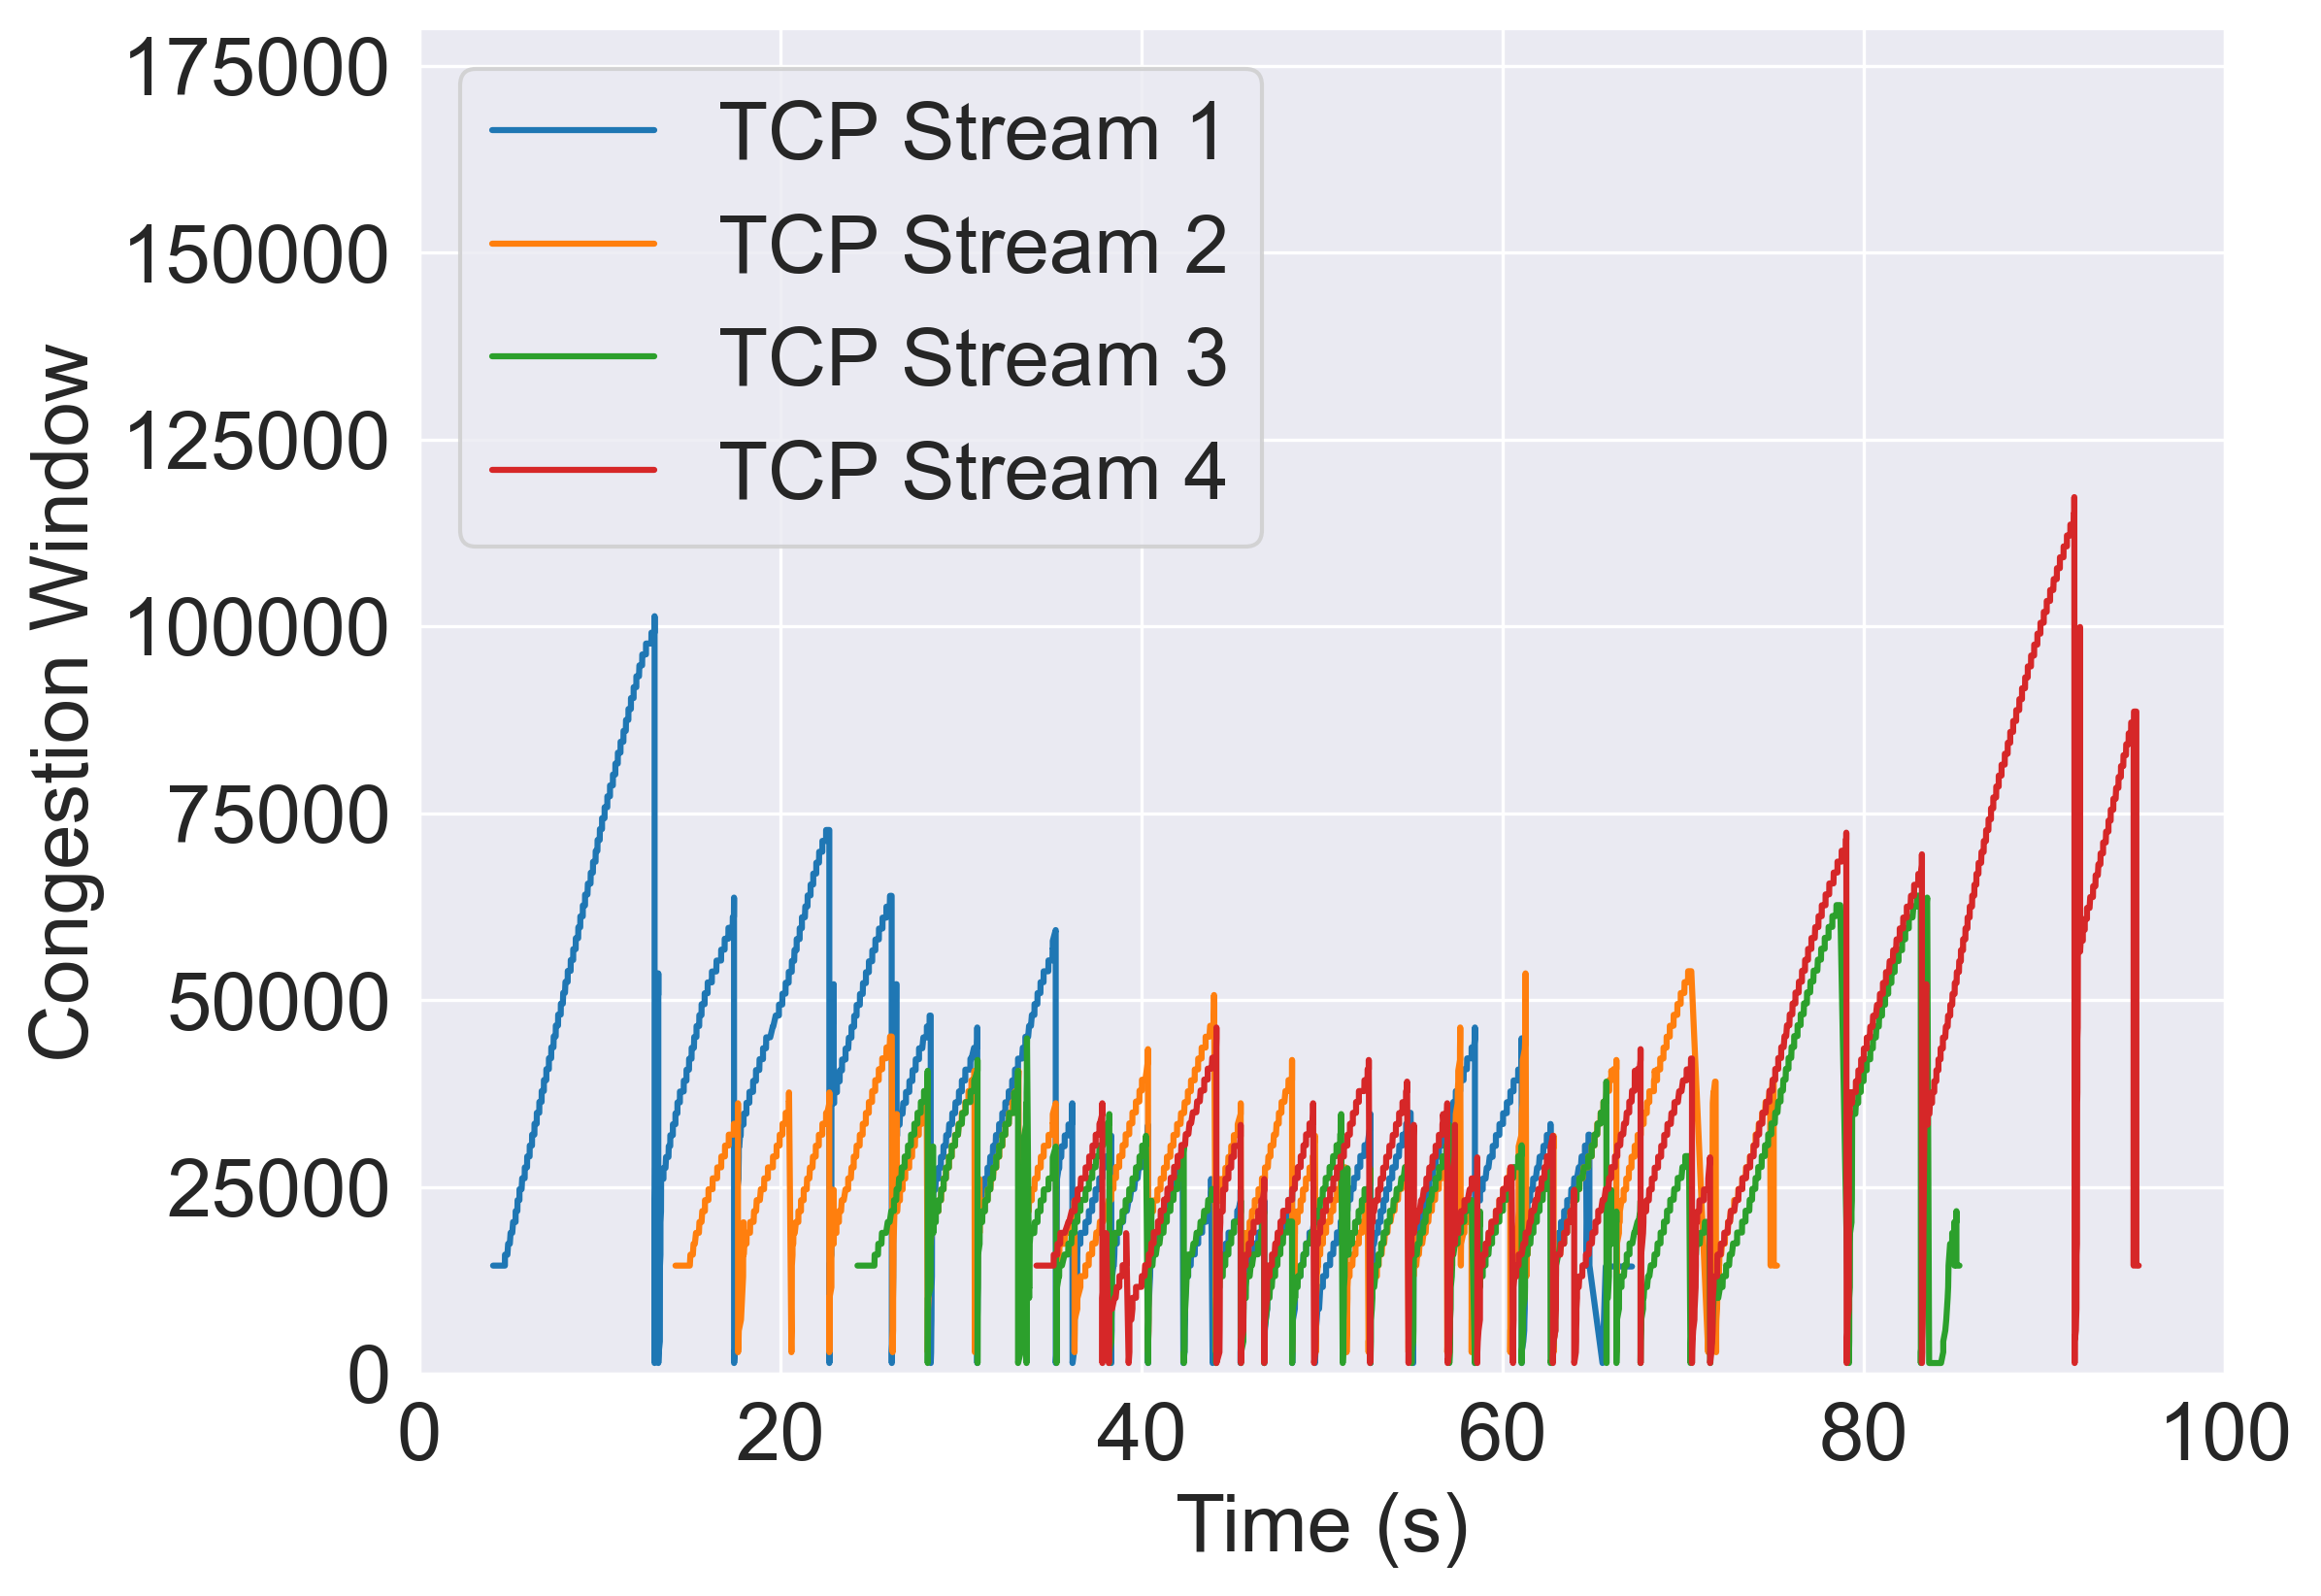 175000
150000
125000
100000
75000
50000
25000
0
Congestion Window
TCP Stream 1
TCP Stream 2
TCP Stream 3
TCP Stream 4
0 20 40 60 80 100
Time (s)